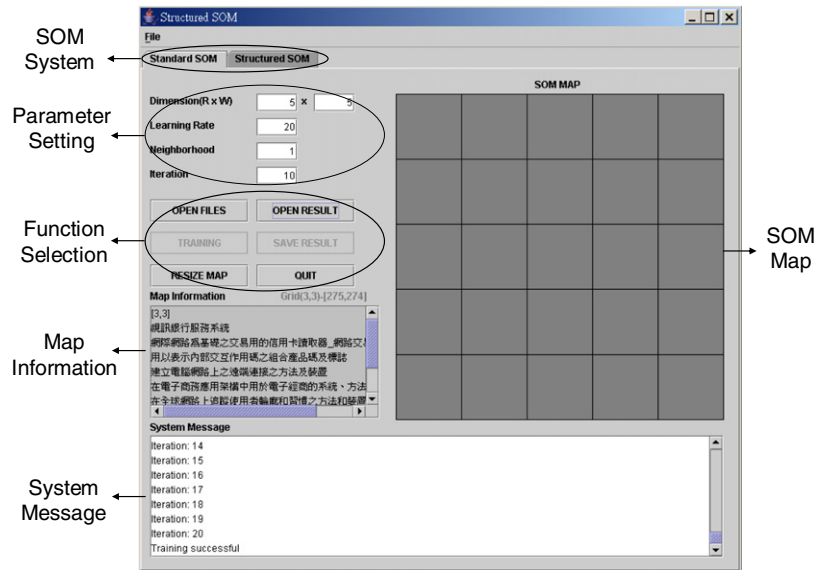 Structured SOM
File
Standard SOM Structured SOM
SOM System
SOM MAP
Dimension(R x W) 5 x 5
Learning Rate 20
Neighborhood 1
Iteration 10
Parameter Setting
OPEN FILES OPEN RESULT
TRAINING SAVE RESULT
RESIZE MAP QUIT
Function Selection
SOM Map
Map Information Grid(3,3)-[275,274]
[3,3]
視訊銀行服務系統
網際網路為基礎之交易用的信用卡讀取器_網路交易
用以表示內部交互作用碼之組合產品碼及標誌
建立電腦網路上之遠端連接之方法及裝置
在電子商務應用架構中用於電子經商的系統、方法
在全球網路上追蹤使用者輪廓和習慣之方法和裝置
Map Information
System Message
Iteration: 14
Iteration: 15
Iteration: 16
Iteration: 17
Iteration: 18
Iteration: 19
Iteration: 20
Training successful
System Message